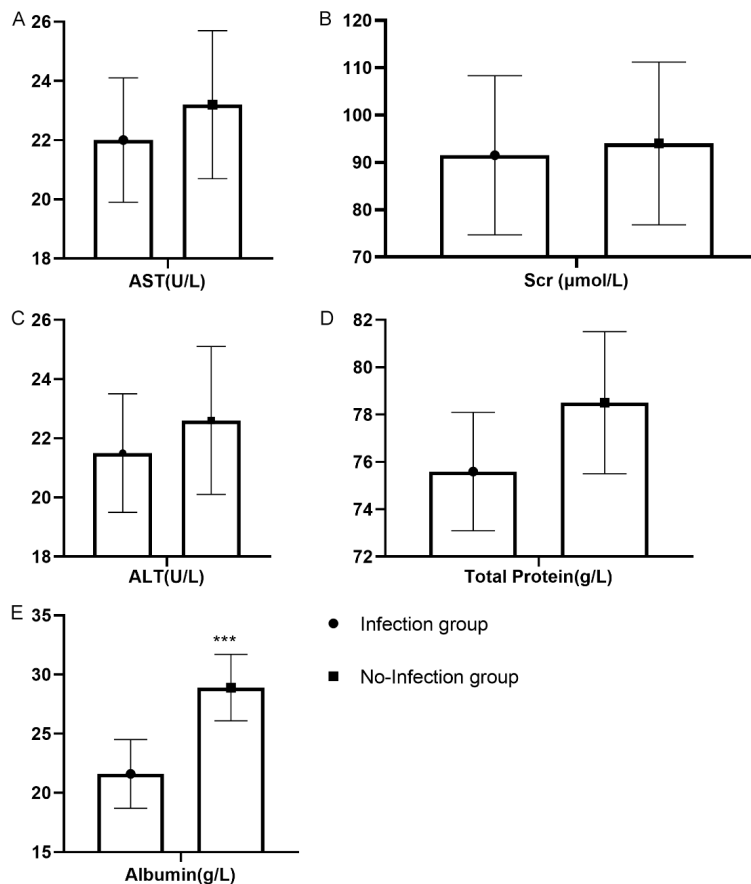 A
26
24
22
20
18
AST(U/L)
B
120
110
100
90
80
70
Scr (μmol/L)
C
26
24
22
20
18
ALT(U/L)
D
82
80
78
76
74
72
Total Protein(g/L)
E
35
30
25
20
15
***
Albumin(g/L)
Infection group
No-Infection group